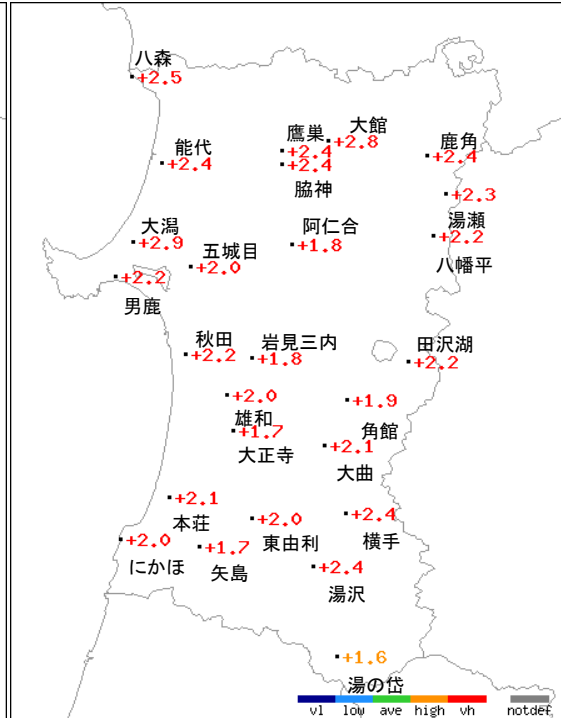 八森
+2.5
大館
鷹巣
+2.8
能代
+2.4
鹿角
+2.4
+2.4
+2.4
脇神
+2.3
大潟
阿仁合
湯瀬
+2.9
+1.8
+2.2
五城目
八幡平
+2.0
+2.2
男鹿
秋田
岩見三内
田沢湖
+2.2
+1.8
+2.2
+2.0
+1.9
雄和
角館
+1.7
大正寺
+2.1
大曲
+2.1
本荘
+2.0
+2.4
東由利
横手
+2.0
にかほ
+1.7
矢島
+2.4
湯沢
+1.6
湯の岱
vl low ave high vh notdef